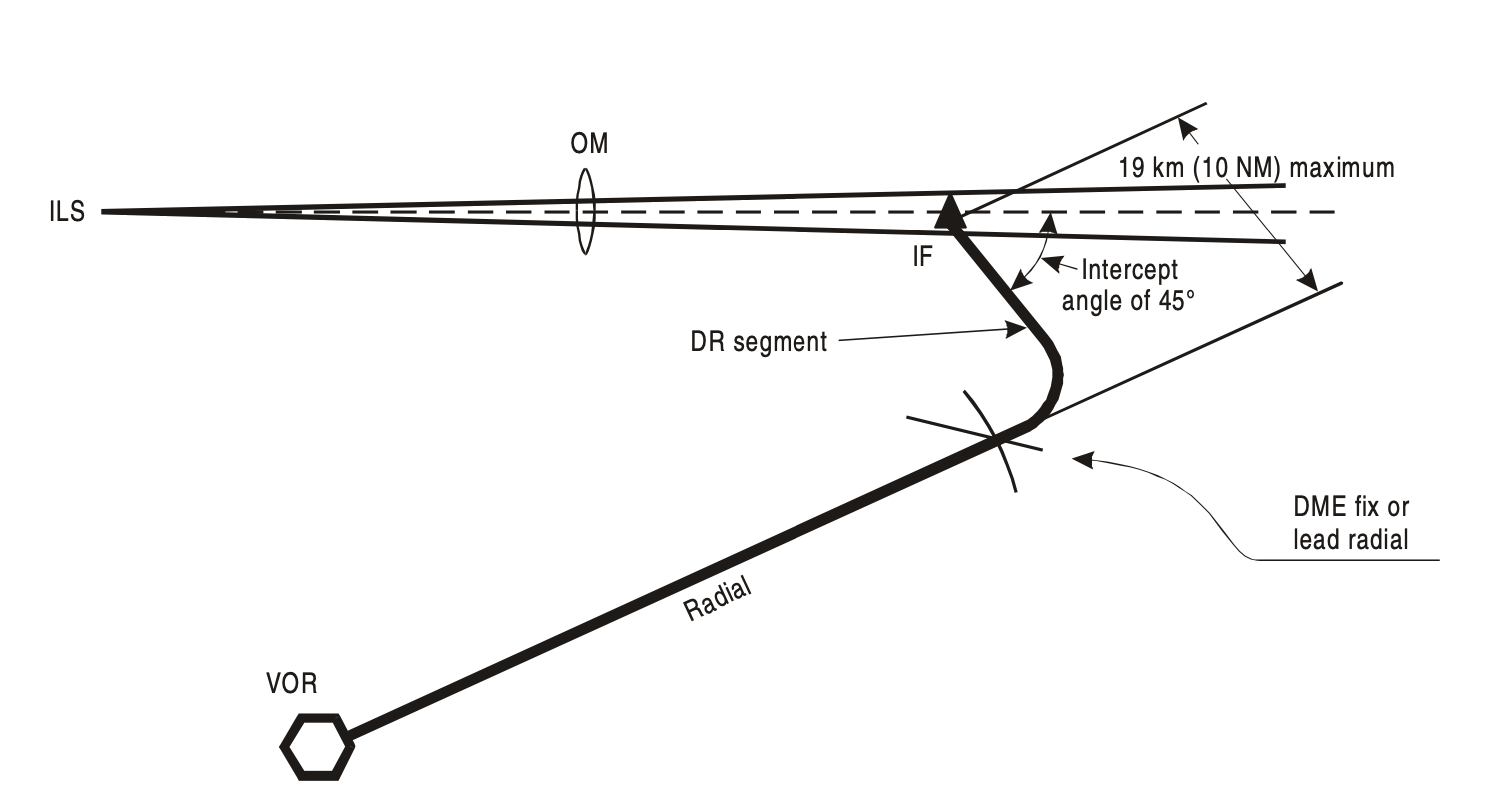 OM
19 km (10 NM) maximum
ILS
IF
Intercept
angle of 45°
DR segment
DME fix or
lead radial
Radial
VOR